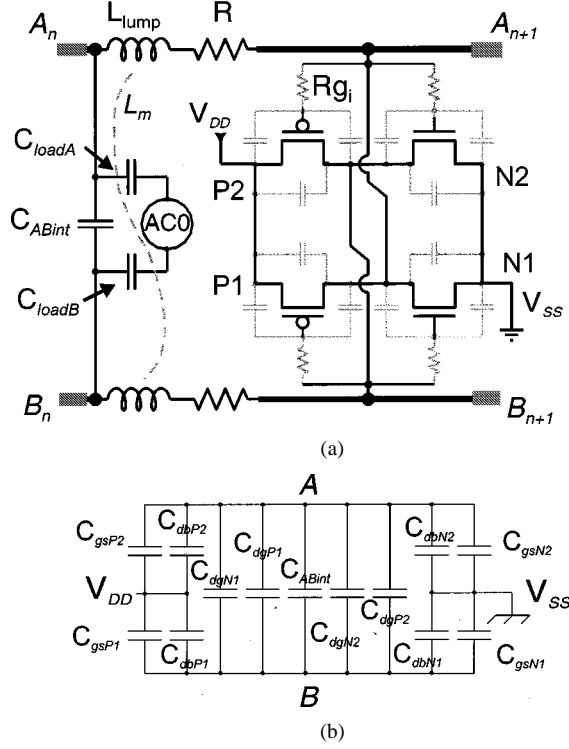 A_n
L_lump
R
A_n+1
L_m
Rg_i
V_DD
C_loadA
C_ABint
AC0
P2
N2
C_loadB
P1
N1
V_SS
B_n
B_n+1
(a)
A
C_gsP2
C_dbP2
C_dgN1
C_dgP1
C_ABint
C_dbN2
C_gsN2
V_DD
C_dgP2
V_SS
C_gsP1
C_dbP1
C_dgN2
C_dbN1
C_gsN1
B
(b)